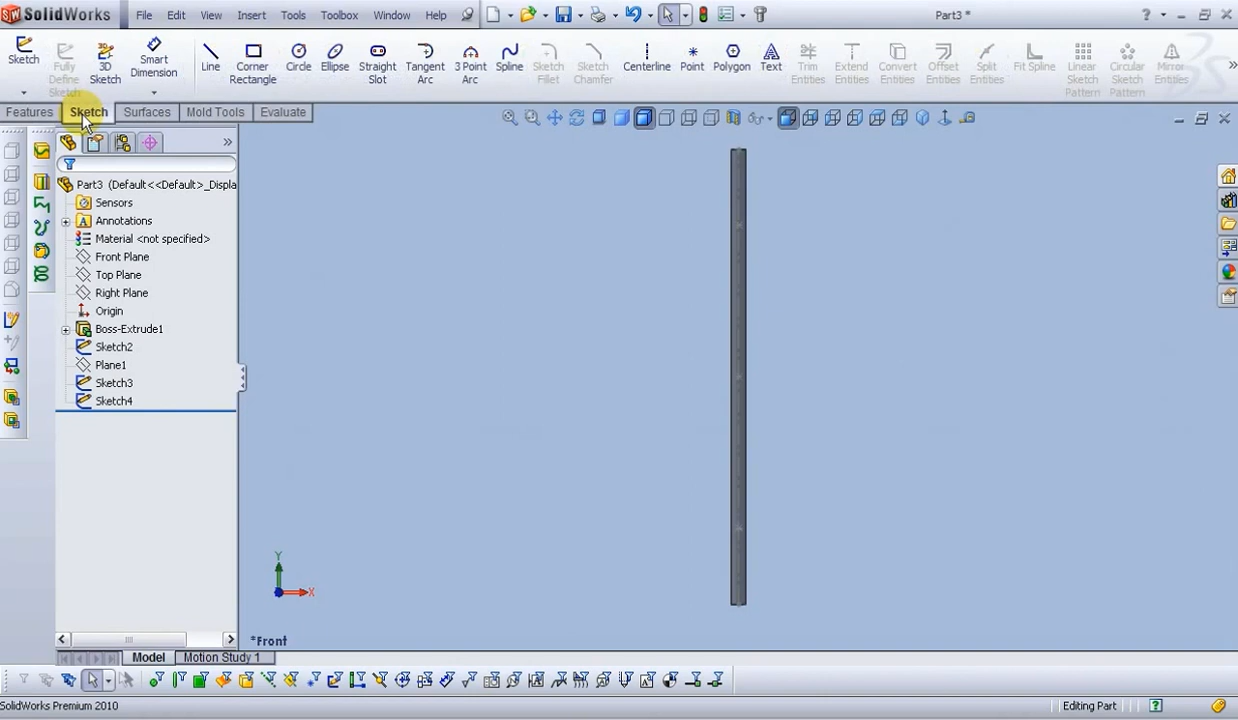 SolidWorks File Edit View Insert Tools Toolbox Window Help Part3 *
Sketch Fully Define Sketch 3D Sketch Smart Dimension Line Corner Rectangle Circle Ellipse Straight Slot Tangent Arc 3 Point Arc Spline Sketch Fillet Sketch Chamfer Centerline Point Polygon Text Trim Entities Extend Entities Convert Entities Offset Entities Split Entities Fit Spline Linear Sketch Pattern Circular Sketch Pattern Mirror Entities
Features Sketch Surfaces Mold Tools Evaluate
Part3 (Default<<Default>_Displa
Sensors
Annotations
Material <not specified>
Front Plane
Top Plane
Right Plane
Origin
Boss-Extrude1
Sketch2
Plane1
Sketch3
Sketch4
Y
X
*Front
Model Motion Study 1
SolidWorks Premium 2010 Editing Part